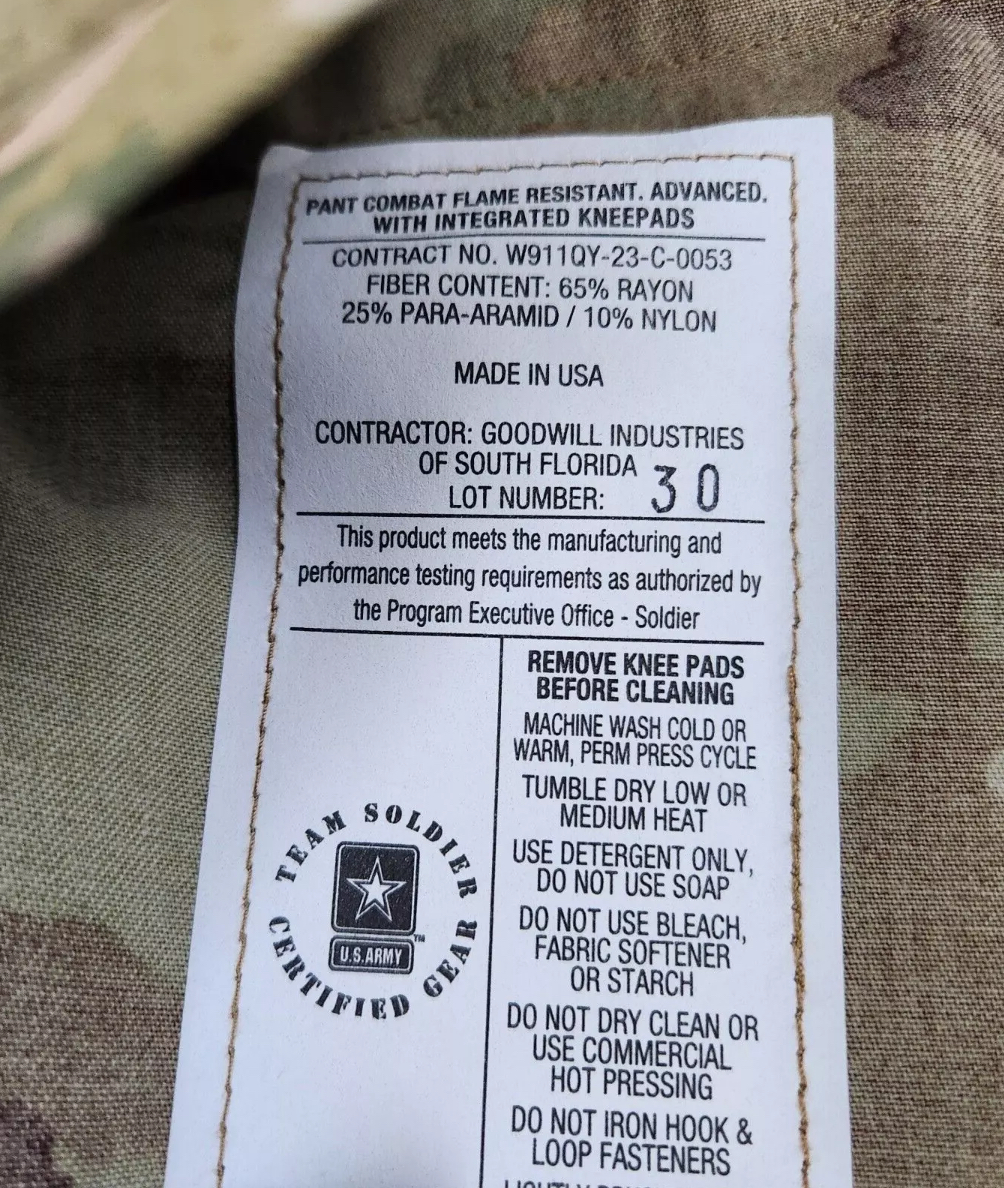 PANT COMBAT FLAME RESISTANT. ADVANCED.
WITH INTEGRATED KNEEPADS
CONTRACT NO. W911QY-23-C-0053
FIBER CONTENT: 65% RAYON
25% PARA-ARAMID / 10% NYLON
MADE IN USA
CONTRACTOR: GOODWILL INDUSTRIES
OF SOUTH FLORIDA
LOT NUMBER: 30
This product meets the manufacturing and
performance testing requirements as authorized by
the Program Executive Office - Soldier
TEAM SOLDIER
CERTIFIED GEAR
U.S.ARMY™
REMOVE KNEE PADS
BEFORE CLEANING
MACHINE WASH COLD OR
WARM, PERM PRESS CYCLE
TUMBLE DRY LOW OR
MEDIUM HEAT
USE DETERGENT ONLY,
DO NOT USE SOAP
DO NOT USE BLEACH,
FABRIC SOFTENER
OR STARCH
DO NOT DRY CLEAN OR
USE COMMERCIAL
HOT PRESSING
DO NOT IRON HOOK &
LOOP FASTENERS